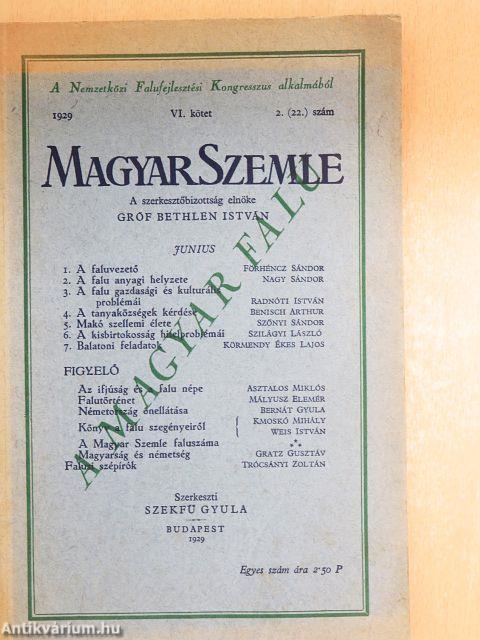 A Nemzetközi Falufejlesztési Kongresszus alkalmából
1929 VI. kötet 2. (22.) szám
MAGYAR SZEMLE
A szerkesztőbizottság elnöke
GRÓF BETHLEN ISTVÁN
A MAGYAR FALU
JUNIUS
1. A faluvezető FORHENCZ SÁNDOR
2. A falu anyagi helyzete NAGY SÁNDOR
3. A falu gazdasági és kulturális
problémái RADNÓTI ISTVÁN
4. A tanyaközségek kérdése BENISCH ARTHUR
5. Makó szellemi élete SZŐNYI SÁNDOR
6. A kisbirtokosság hitelproblémái SZILÁGYI LÁSZLÓ
7. Balatoni feladatok KÖRMENDY ÉKES LAJOS
FIGYELŐ
Az ifjúság és a falu népe ASZTALOS MIKLÓS
Falutörténet MÁLYUSZ ELEMÉR
Németország önellátása BERNÁT GYULA
Könyv a falu szegényeiről { KMOSKÓ MIHÁLY
WEIS ISTVÁN
A Magyar Szemle faluszáma ***
Magyarság és németség GRATZ GUSZTÁV
Falusi szépírók TRÓCSÁNYI ZOLTÁN
Szerkeszti
SZEKFÜ GYULA
BUDAPEST
1929
Egyes szám ára 2·50 P
Antikvárium.hu